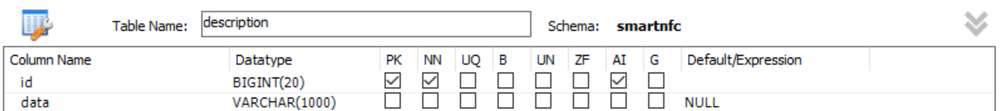 Table Name: description Schema: smartnfc
Column Name Datatype PK NN UQ B UN ZF AI G Default/Expression
id BIGINT(20)
data VARCHAR(1000) NULL